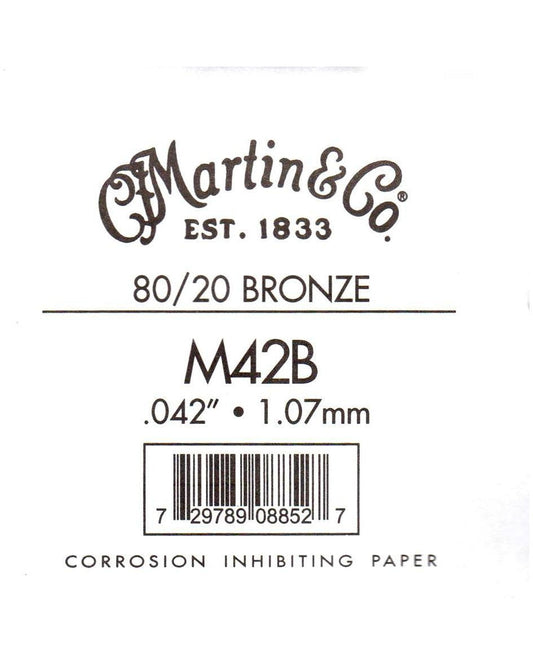 CFMartin & Co.®
EST. 1833
80/20 BRONZE
M42B
.042” • 1.07mm
7 29789 08852 7
CORROSION INHIBITING PAPER